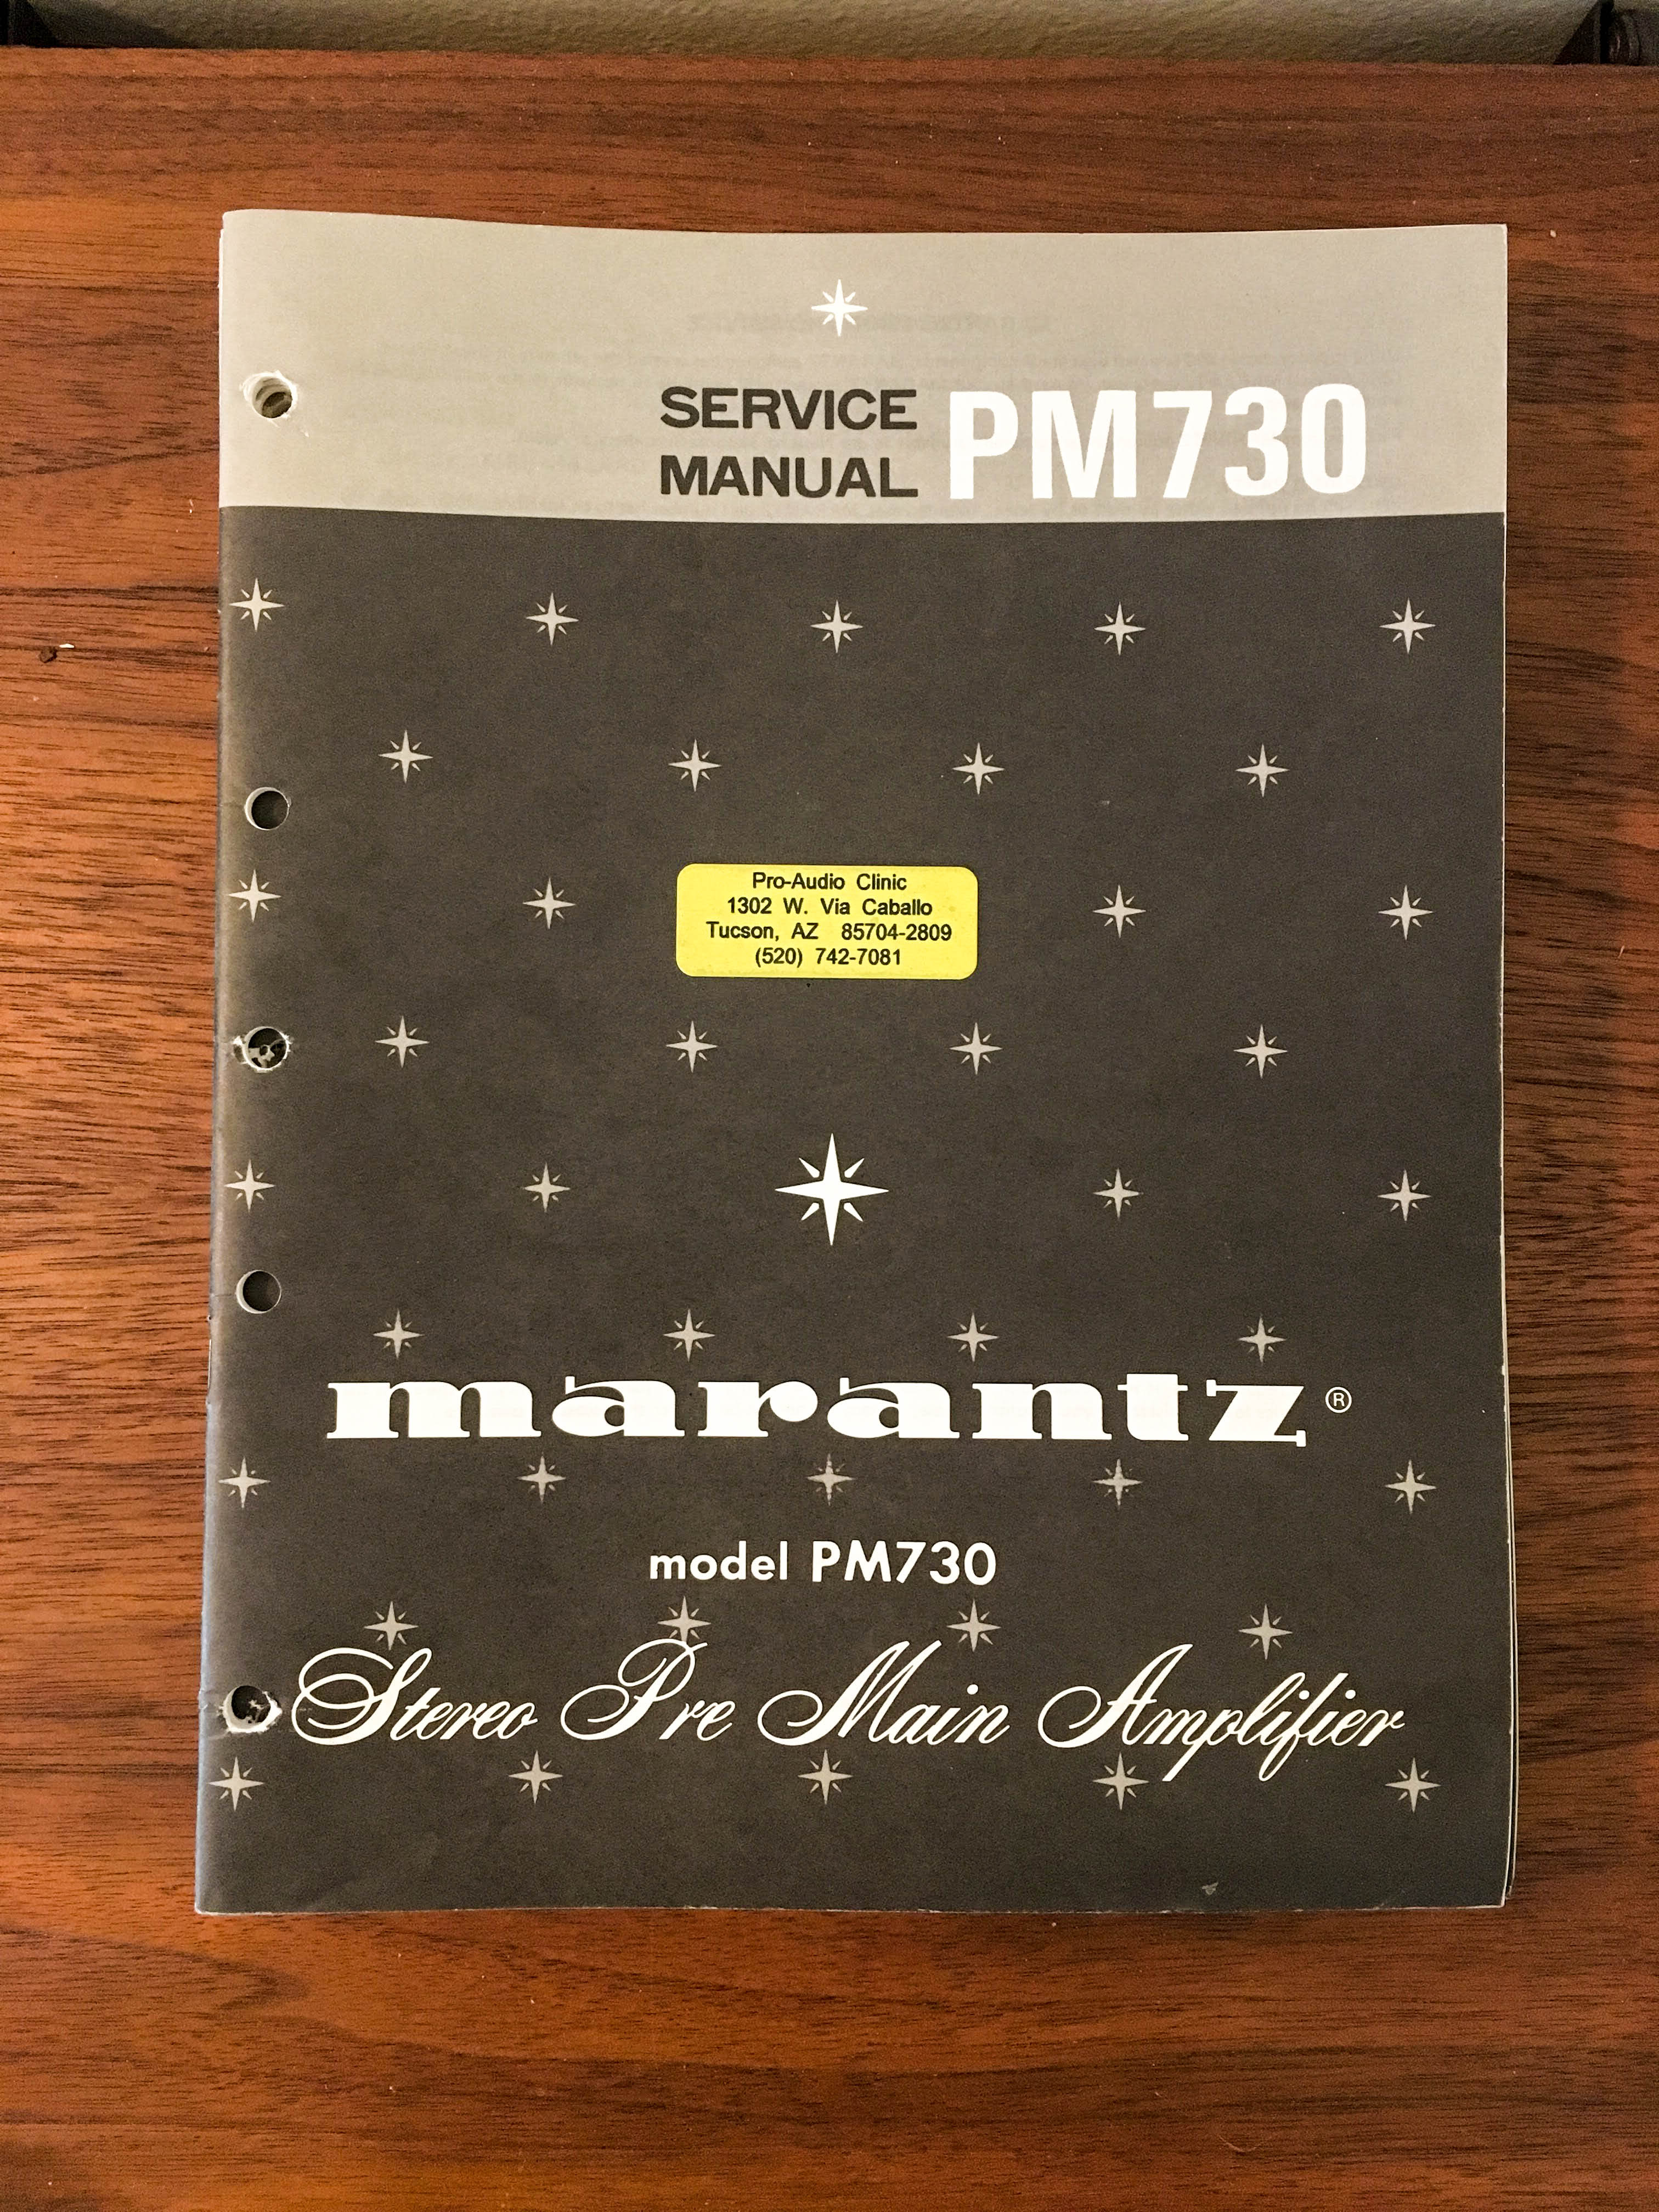 SERVICE
MANUAL PM730
Pro-Audio Clinic
1302 W. Via Caballo
Tucson, AZ 85704-2809
(520) 742-7081
marantz®
model PM730
Stereo Pre Main Amplifier